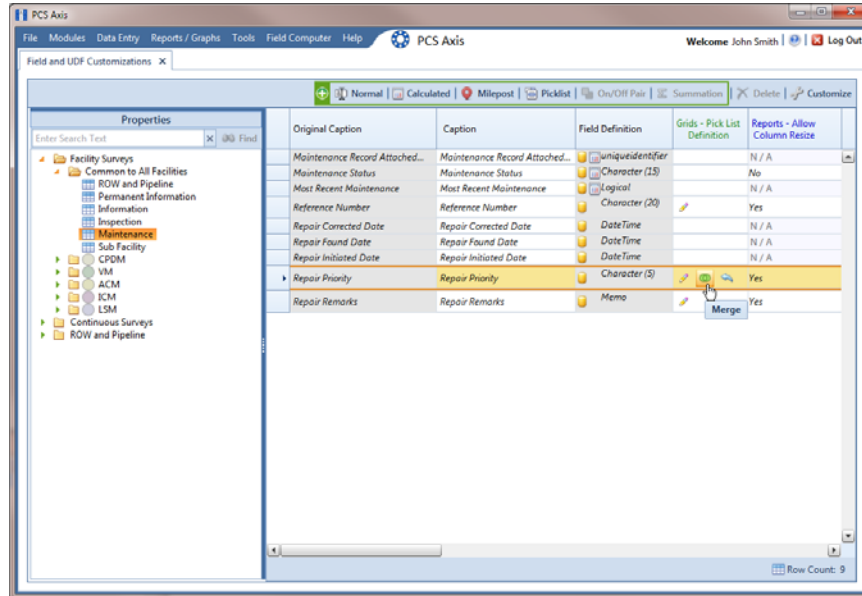 PCS Axis
File Modules Data Entry Reports / Graphs Tools Field Computer Help PCS Axis Welcome John Smith | | Log Out
Field and UDF Customizations X
Normal | Calculated | Milepost | Picklist | On/Off Pair | Summation | Delete | Customize
Properties
Enter Search Text Find
Facility Surveys
Common to All Facilities
ROW and Pipeline
Permanent Information
Information
Inspection
Maintenance
Sub Facility
CPDM
VM
ACM
ICM
LSM
Continuous Surveys
ROW and Pipeline
Original Caption Caption Field Definition Grids - Pick List Definition Reports - Allow Column Resize
Maintenance Record Attached... Maintenance Record Attached... uniqueidentifier N / A
Maintenance Status Maintenance Status Character (15) No
Most Recent Maintenance Most Recent Maintenance Logical N / A
Reference Number Reference Number Character (20) Yes
Repair Corrected Date Repair Corrected Date DateTime N / A
Repair Found Date Repair Found Date DateTime N / A
Repair Initiated Date Repair Initiated Date DateTime N / A
Repair Priority Repair Priority Character (5) Yes
Repair Remarks Repair Remarks Memo Yes
Merge
Row Count: 9